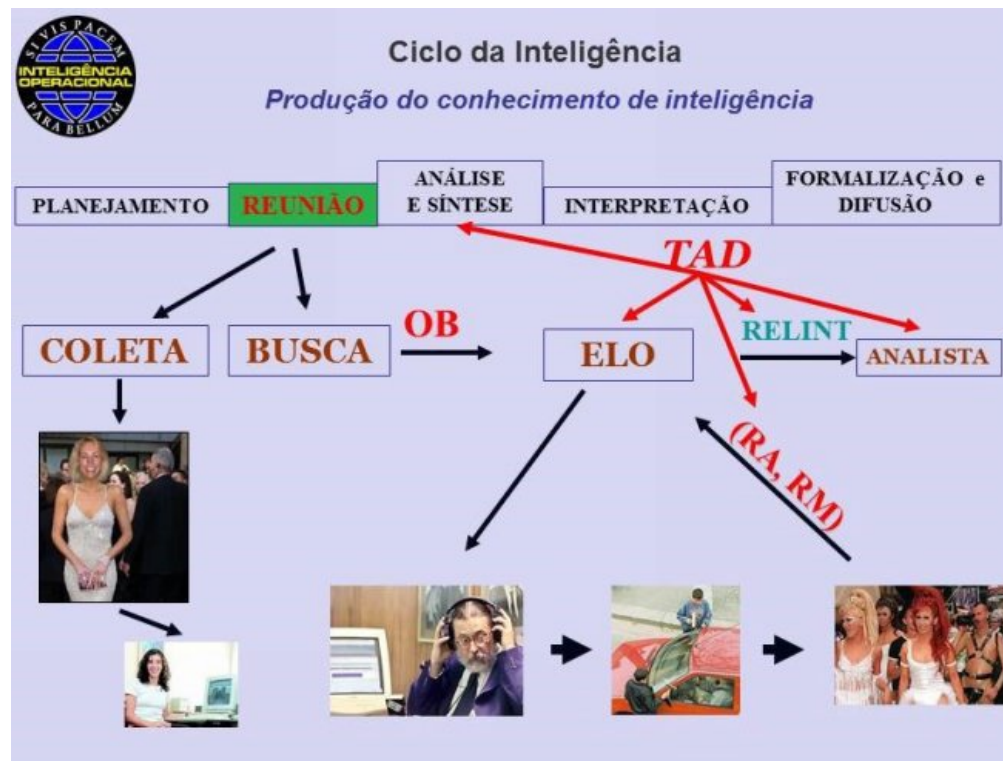 SI VIS PACEM
INTELIGÊNCIA
OPERACIONAL
PARA BELLUM
Ciclo da Inteligência
Produção do conhecimento de inteligência
PLANEJAMENTO
REUNIÃO
ANÁLISE
E SÍNTESE
INTERPRETAÇÃO
FORMALIZAÇÃO e
DIFUSÃO
TAD
COLETA
BUSCA
OB
ELO
RELINT
ANALISTA
(RA, RM)